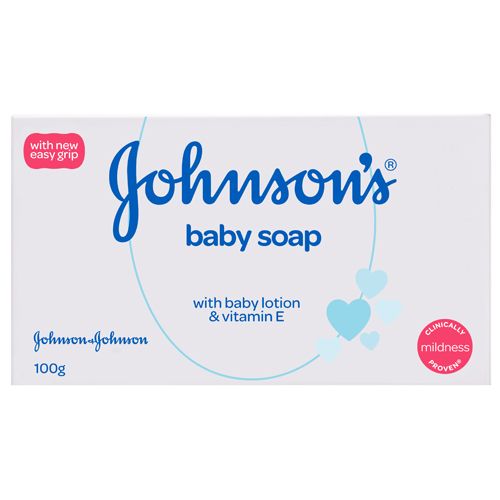 with new
easy grip
Johnson's®
baby soap
with baby lotion
& vitamin E
Johnson & Johnson
100g
CLINICALLY
mildness
PROVEN®